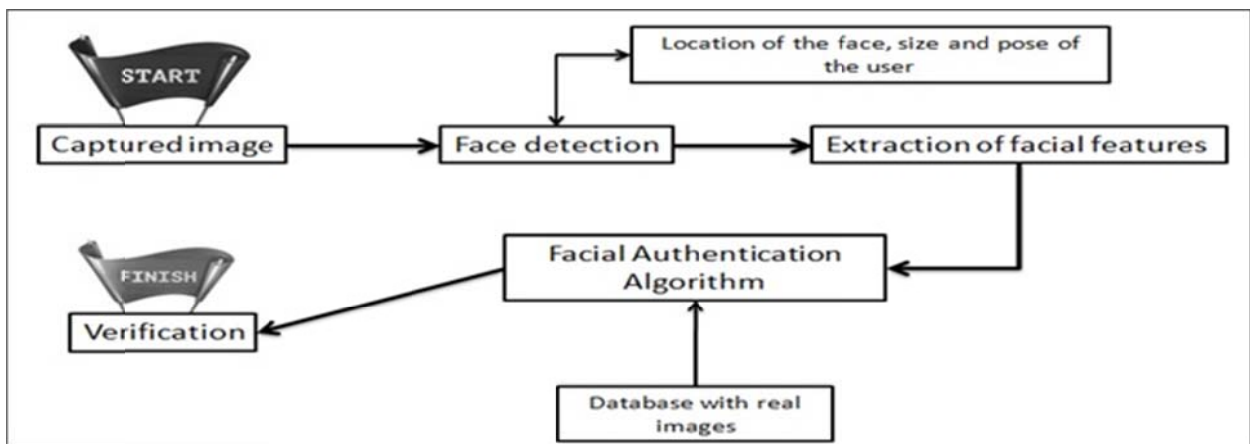 START
Captured image
Face detection
Location of the face, size and pose of
the user
Extraction of facial features
Facial Authentication
Algorithm
Database with real
images
FINISH
Verification